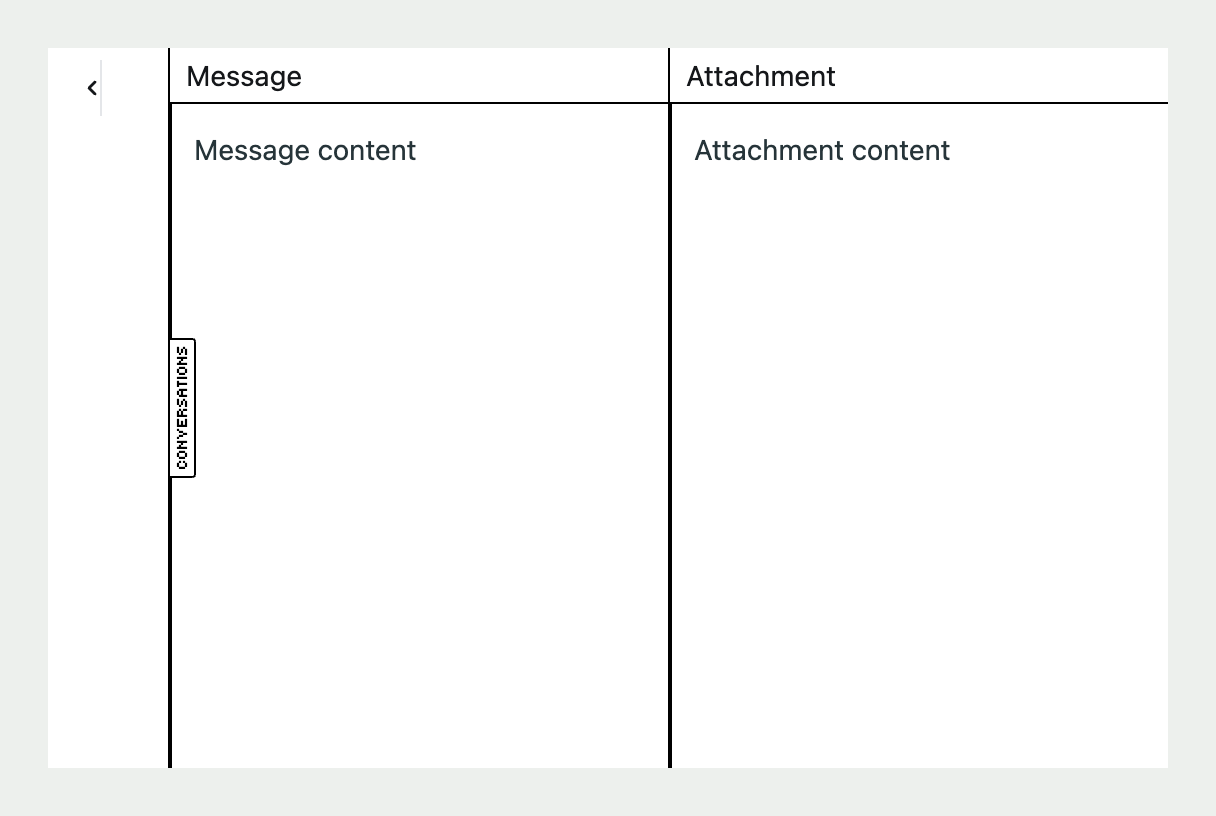 Message
Attachment
Message content
Attachment content
CONVERSATIONS